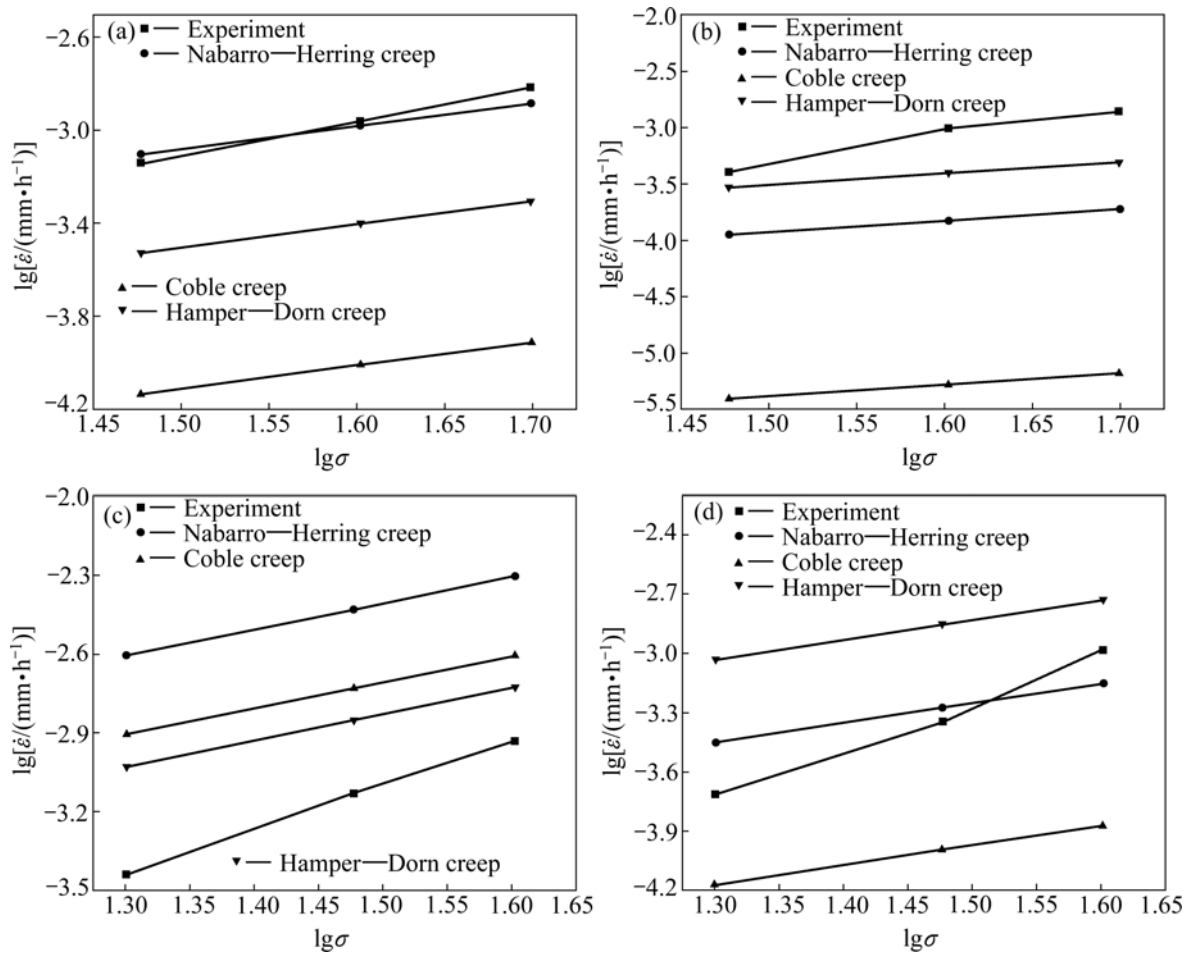 (a)
Experiment
Nabarro—Herring creep
Coble creep
Hamper—Dorn creep
−2.6
−3.0
−3.4
−3.8
−4.2
lg[ε̇/(mm•h⁻¹)]
1.45 1.50 1.60 1.65 1.70
lgσ
(b)
Experiment
Nabarro—Herring creep
Coble creep
Hamper—Dorn creep
−2.0
−2.5
−3.0
−3.5
−4.0
−4.5
−5.0
−5.5
lg[ε̇/(mm•h⁻¹)]
1.45 1.50 1.60 1.65 1.70
lgσ
(c)
Experiment
Nabarro—Herring creep
Coble creep
Hamper—Dorn creep
−2.0
−2.3
−2.6
−2.9
−3.2
−3.5
lg[ε̇/(mm•h⁻¹)]
1.30 1.35 1.40 1.45 1.50 1.55 1.60 1.65
lgσ
(d)
Experiment
Nabarro—Herring creep
Coble creep
Hamper—Dorn creep
−2.4
−2.7
−3.0
−3.3
−3.6
−3.9
−4.2
lg[ε̇/(mm•h⁻¹)]
1.30 1.35 1.40 1.45 1.50 1.55 1.60 1.65
lgσ